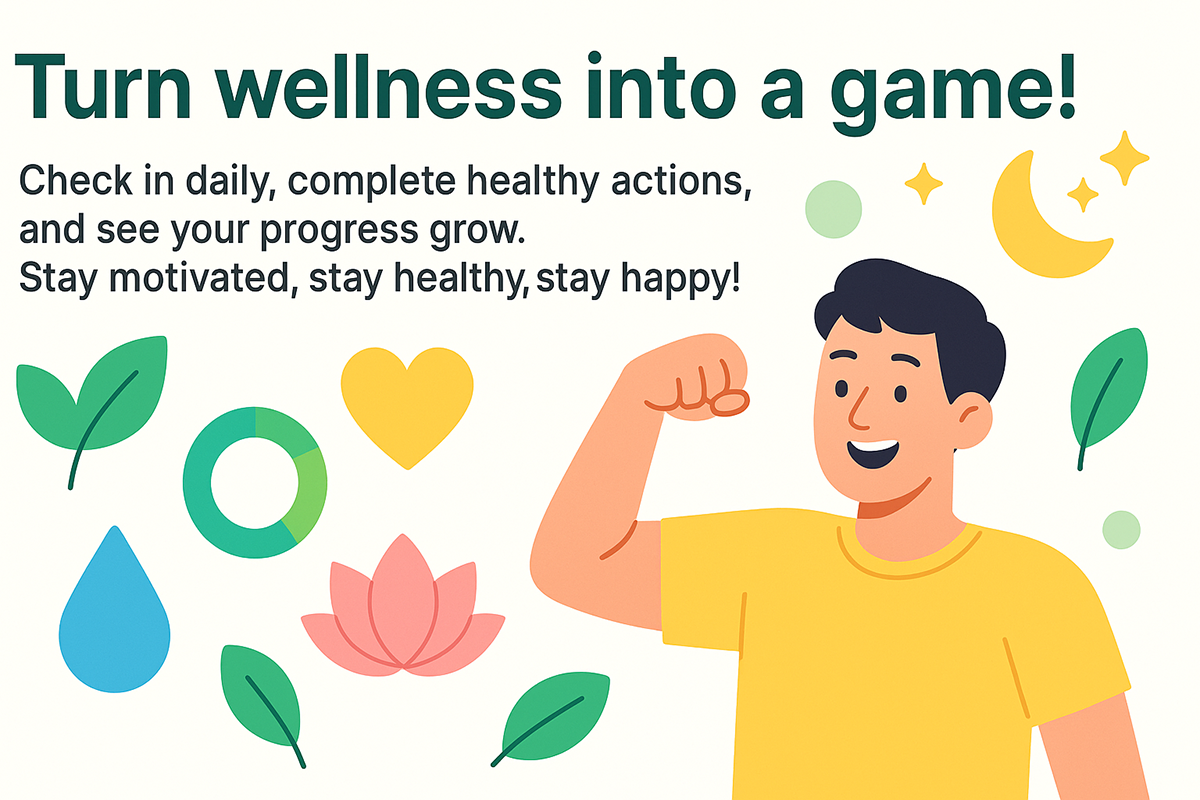 Turn wellness into a game!
Check in daily, complete healthy actions,
and see your progress grow.
Stay motivated, stay healthy, stay happy!